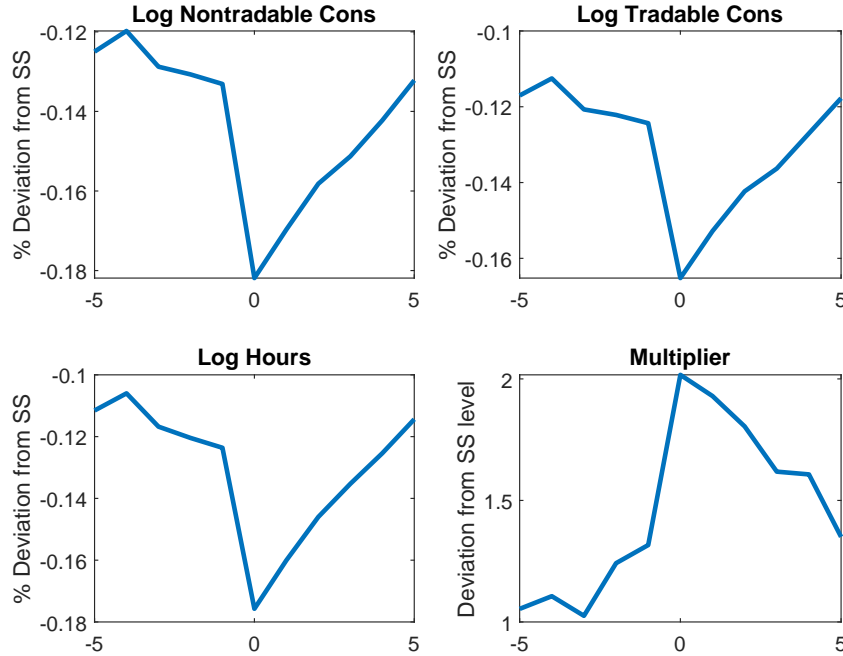 Log Nontradable Cons
% Deviation from SS
-0.12
-0.14
-0.16
-0.18
-5 0 5
Log Tradable Cons
% Deviation from SS
-0.1
-0.12
-0.14
-0.16
-5 0 5
Log Hours
% Deviation from SS
-0.1
-0.12
-0.14
-0.16
-0.18
-5 0 5
Multiplier
Deviation from SS level
2
1.5
1
-5 0 5